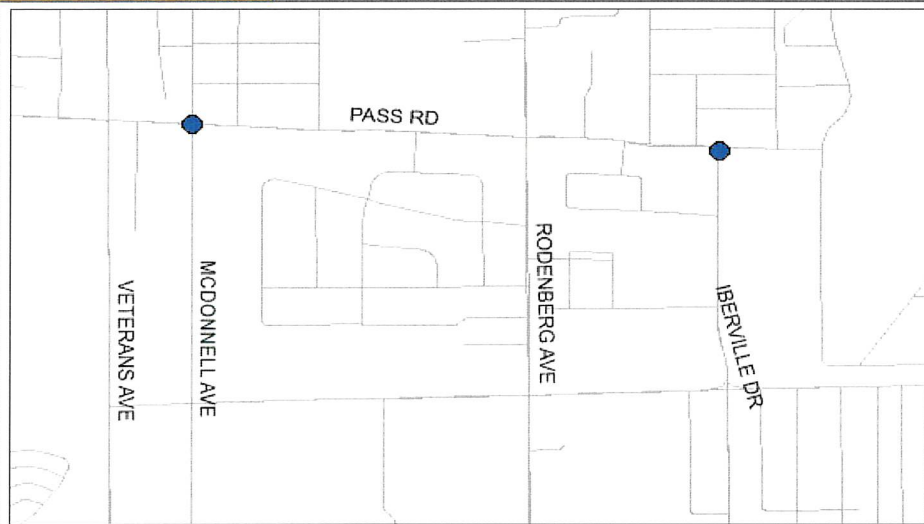 PASS RD
VETERANS AVE
MCDONNELL AVE
RODENBERG AVE
IBERVILLE DR